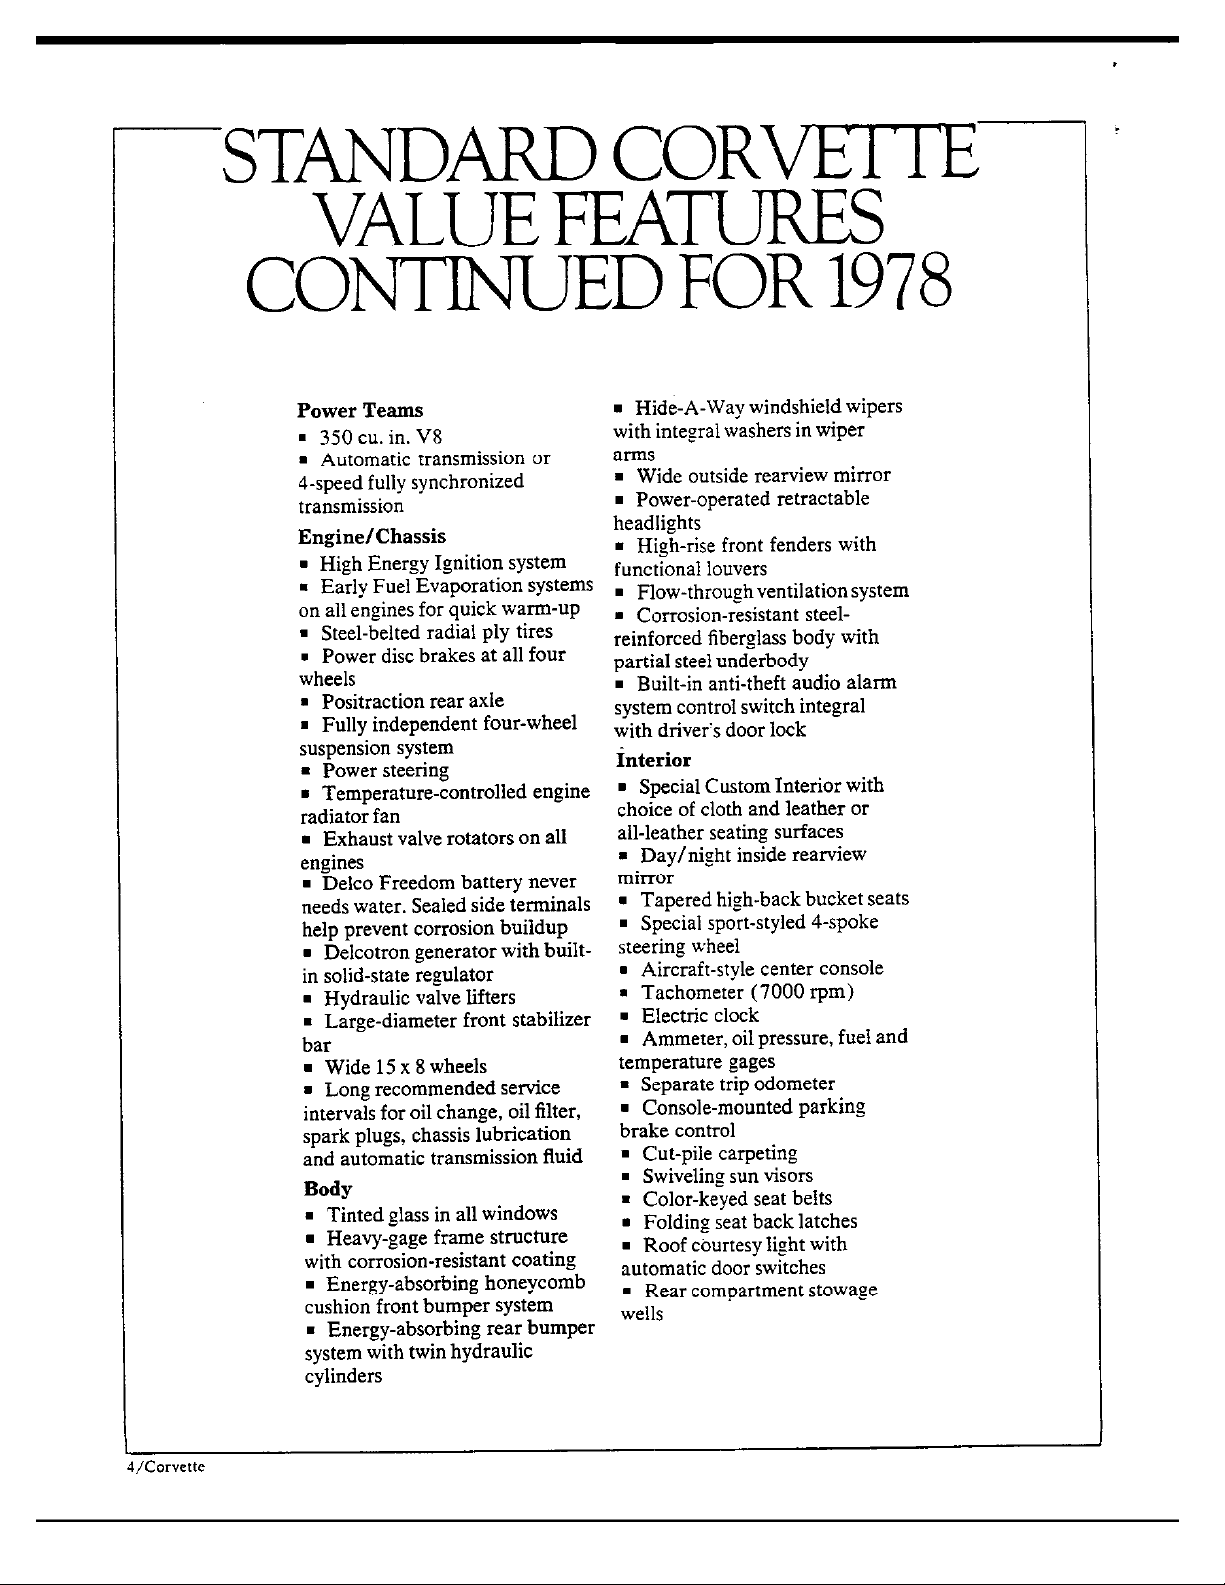 STANDARD CORVETTE
VALUE FEATURES
CONTINUED FOR 1978
Power Teams
▪ 350 cu. in. V8
▪ Automatic transmission or
4-speed fully synchronized
transmission
Engine/Chassis
▪ High Energy Ignition system
▪ Early Fuel Evaporation systems
on all engines for quick warm-up
▪ Steel-belted radial ply tires
▪ Power disc brakes at all four
wheels
▪ Positraction rear axle
▪ Fully independent four-wheel
suspension system
▪ Power steering
▪ Temperature-controlled engine
radiator fan
▪ Exhaust valve rotators on all
engines
▪ Delco Freedom battery never
needs water. Sealed side terminals
help prevent corrosion buildup
▪ Delcotron generator with built-
in solid-state regulator
▪ Hydraulic valve lifters
▪ Large-diameter front stabilizer
bar
▪ Wide 15 x 8 wheels
▪ Long recommended service
intervals for oil change, oil filter,
spark plugs, chassis lubrication
and automatic transmission fluid
Body
▪ Tinted glass in all windows
▪ Heavy-gage frame structure
with corrosion-resistant coating
▪ Energy-absorbing honeycomb
cushion front bumper system
▪ Energy-absorbing rear bumper
system with twin hydraulic
cylinders
▪ Hide-A-Way windshield wipers
with integral washers in wiper
arms
▪ Wide outside rearview mirror
▪ Power-operated retractable
headlights
▪ High-rise front fenders with
functional louvers
▪ Flow-through ventilation system
▪ Corrosion-resistant steel-
reinforced fiberglass body with
partial steel underbody
▪ Built-in anti-theft audio alarm
system control switch integral
with driver's door lock
Interior
▪ Special Custom Interior with
choice of cloth and leather or
all-leather seating surfaces
▪ Day/night inside rearview
mirror
▪ Tapered high-back bucket seats
▪ Special sport-styled 4-spoke
steering wheel
▪ Aircraft-style center console
▪ Tachometer (7000 rpm)
▪ Electric clock
▪ Ammeter, oil pressure, fuel and
temperature gages
▪ Separate trip odometer
▪ Console-mounted parking
brake control
▪ Cut-pile carpeting
▪ Swiveling sun visors
▪ Color-keyed seat belts
▪ Folding seat back latches
▪ Roof courtesy light with
automatic door switches
▪ Rear compartment stowage
wells
4/Corvette